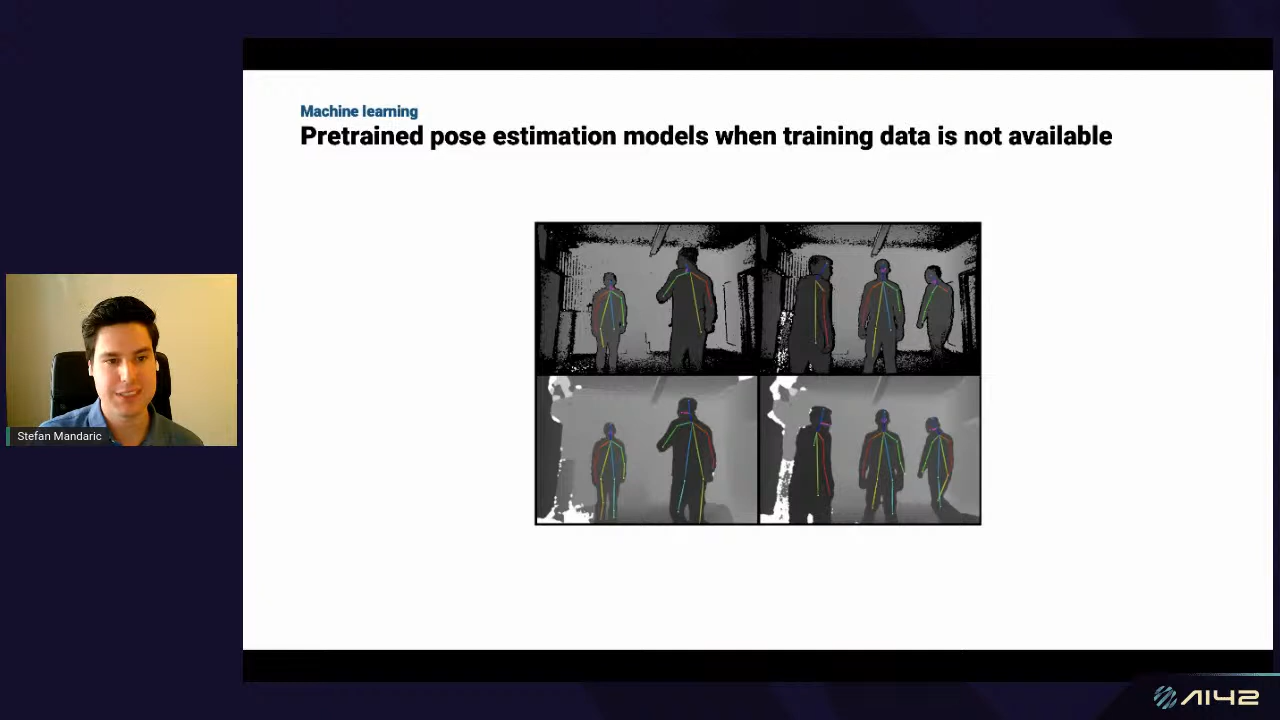 Machine learning
Pretrained pose estimation models when training data is not available
Stefan Mandaric
AI42